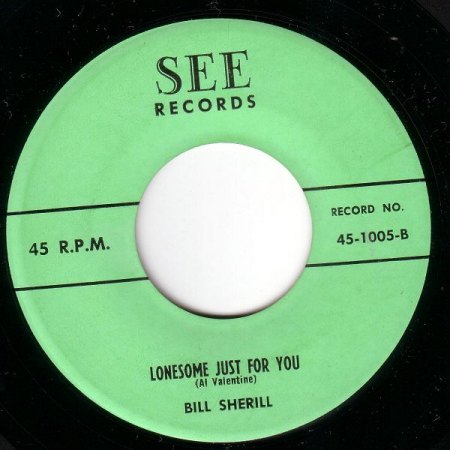 SEE
RECORDS
45 R.P.M.
RECORD NO.
45-1005-B
LONESOME JUST FOR YOU
(Al Valentine)
BILL SHERILL